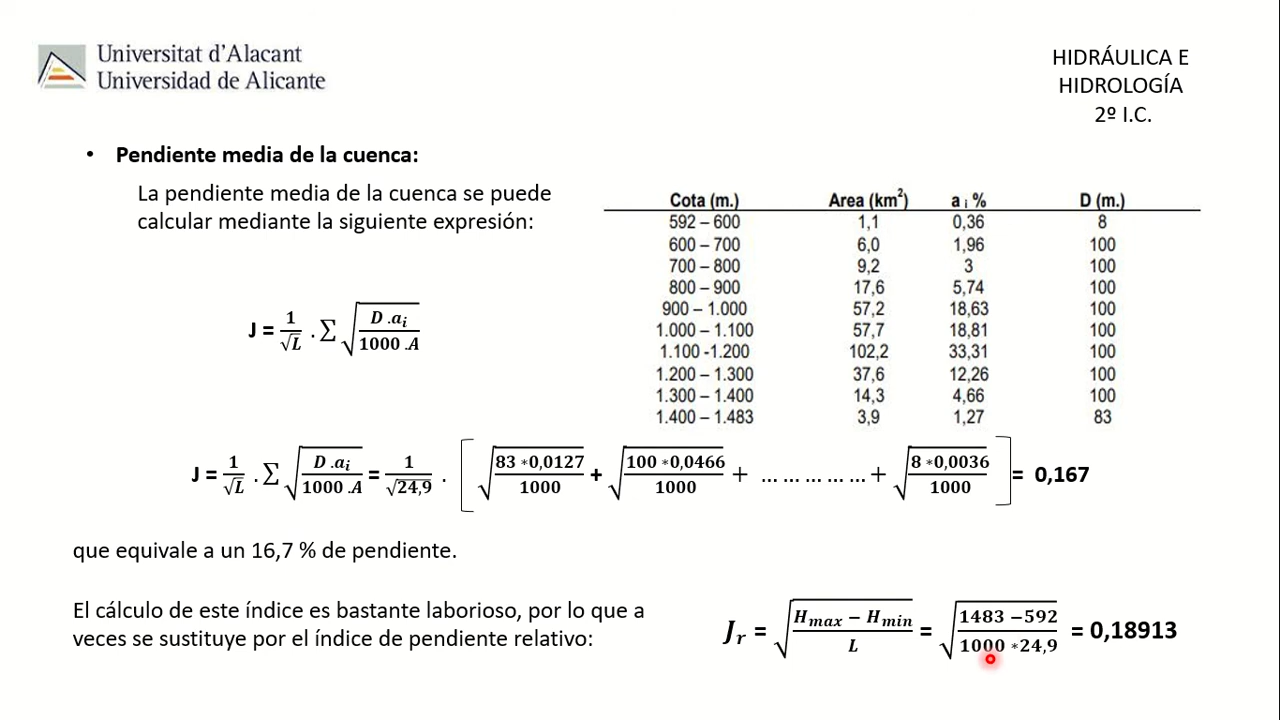 Universitat d'Alacant
Universidad de Alicante
HIDRÁULICA E
HIDROLOGÍA
2º I.C.
• Pendiente media de la cuenca:
La pendiente media de la cuenca se puede
calcular mediante la siguiente expresión:
Cota (m.) Area (km²) a i % D (m.)
592 – 600 1,1 0,36 8
600 – 700 6,0 1,96 100
700 – 800 9,2 3 100
800 – 900 17,6 5,74 100
900 – 1.000 57,2 18,63 100
1.000 – 1.100 57,7 18,81 100
1.100 -1.200 102,2 33,31 100
1.200 – 1.300 37,6 12,26 100
1.300 – 1.400 14,3 4,66 100
1.400 – 1.483 3,9 1,27 83
J = 1/√L . ∑ √(D .aᵢ / 1000 .A)
J = 1/√L . ∑ √(D .aᵢ / 1000 .A) = 1/√24,9 . [ √(83 *0,0127 / 1000) + √(100 *0,0466 / 1000) + … … … … … + √(8 *0,0036 / 1000) ] = 0,167
que equivale a un 16,7 % de pendiente.
El cálculo de este índice es bastante laborioso, por lo que a
veces se sustituye por el índice de pendiente relativo:
J_r = √(H_max – H_min / L) = √(1483 –592 / 1000 *24,9) = 0,18913